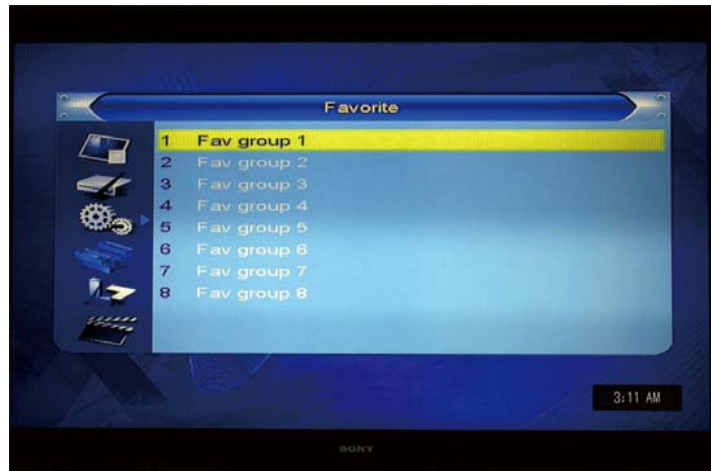 Favorite
1 Fav group 1
2 Fav group 2
3 Fav group 3
4 Fav group 4
5 Fav group 5
6 Fav group 6
7 Fav group 7
8 Fav group 8
3:11 AM
SONY